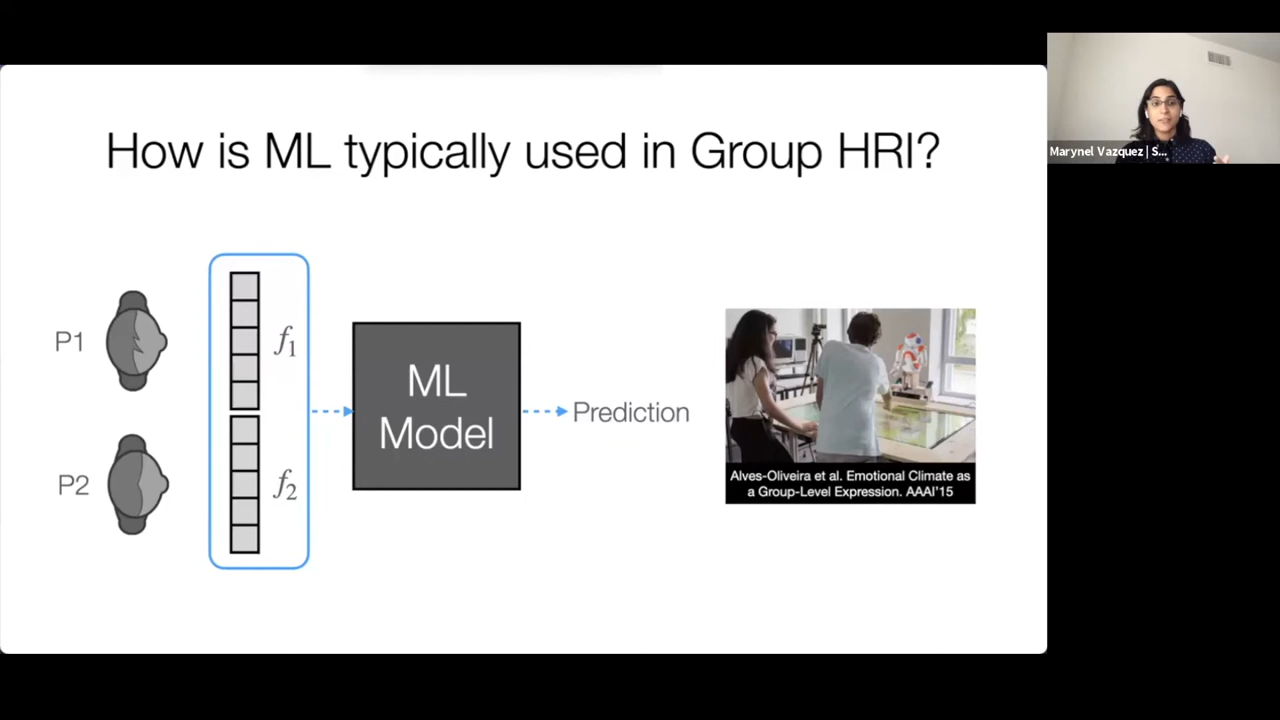 How is ML typically used in Group HRI?
P1
f1
P2
f2
ML
Model
Prediction
Alves-Oliveira et al. Emotional Climate as
a Group-Level Expression. AAAI'15
Marynel Vazquez | S...